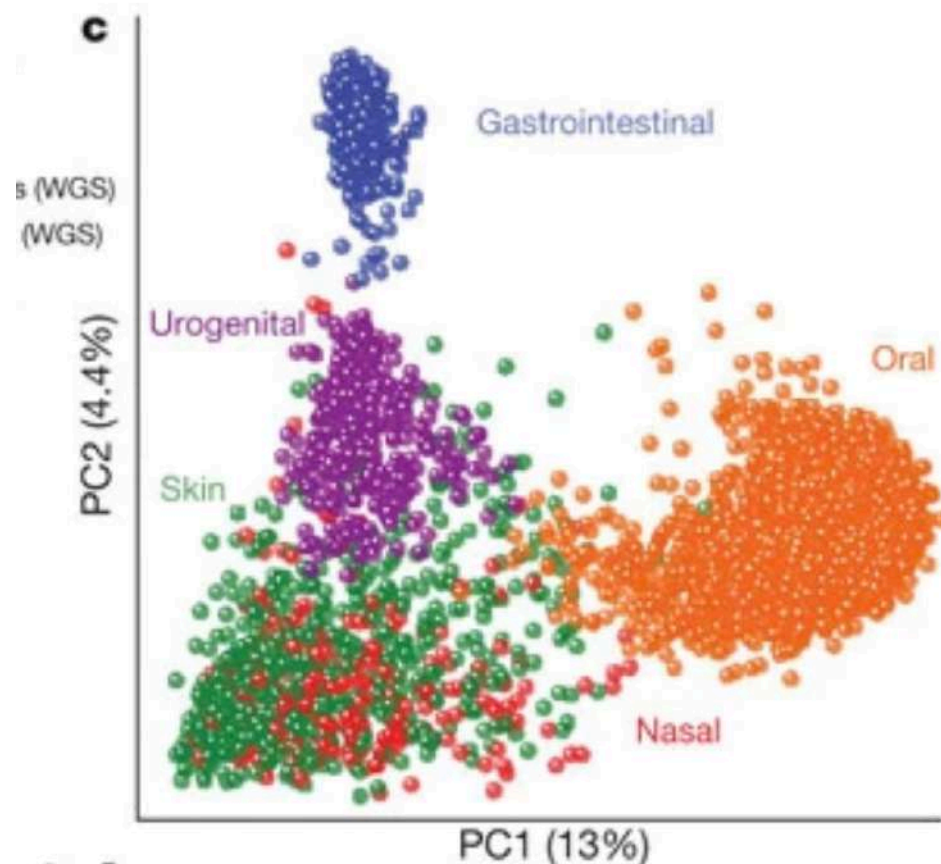 c
Gastrointestinal
s (WGS)
(WGS)
Urogenital
Oral
PC2 (4.4%)
Skin
Nasal
PC1 (13%)